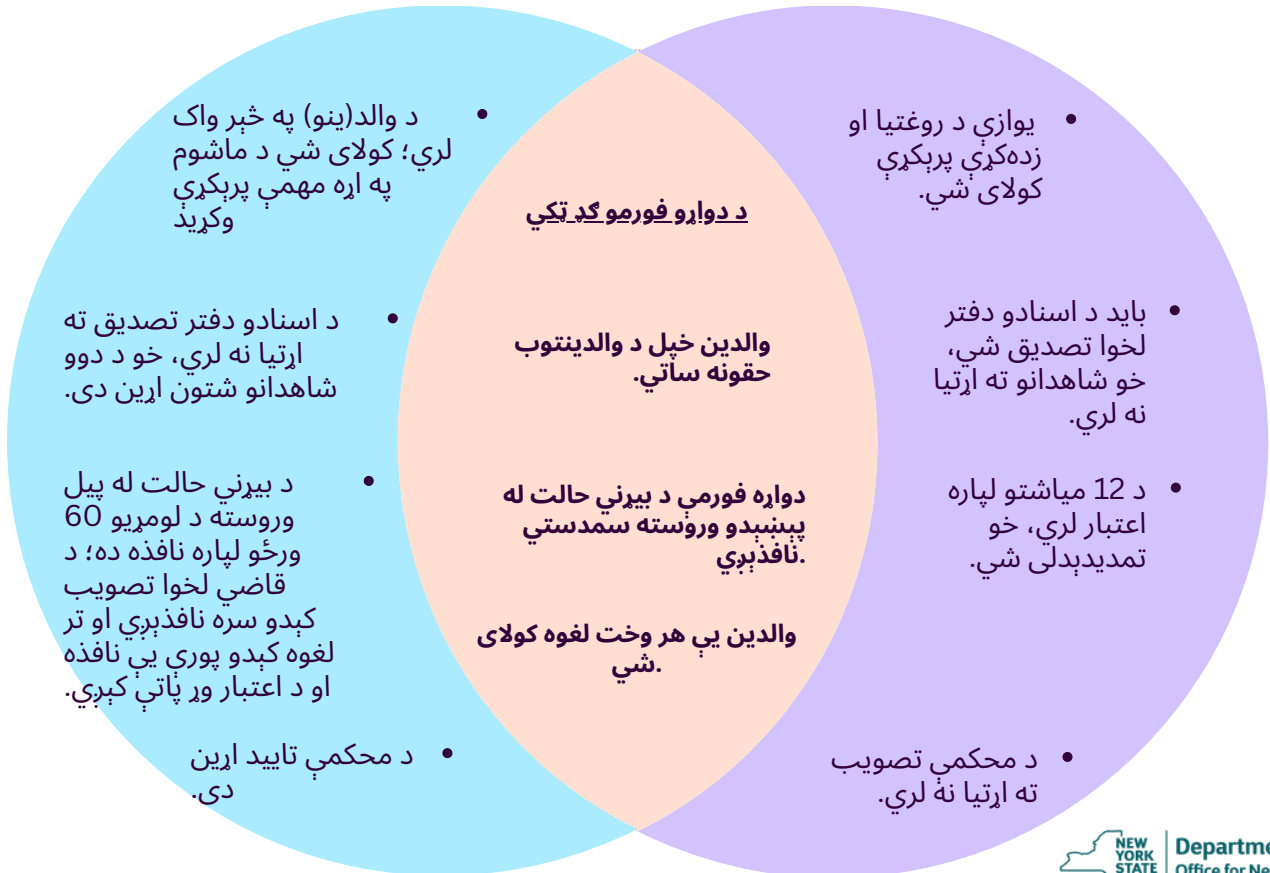 • یوازې د روغتیا او
زده‌کړې پرېکړې
کولای شي.
• باید د اسنادو دفتر
لخوا تصدیق شي،
خو شاهدانو ته اړتیا
نه لري.
• د 12 میاشتو لپاره
اعتبار لري، خو
تمدیدېدلی شي.
• د محکمې تصویب
ته اړتیا نه لري.
د دواړو فورمو ګډ ټکي
والدین خپل د والدینتوب
حقونه ساتي.
دواړه فورمې د بیړني حالت له
پېښېدو وروسته سمدستي
نافذېږي.
والدین یې هر وخت لغوه کولای
شي.
• د والد(ینو) په څېر واک
لري؛ کولای شي د ماشوم
په اړه مهمې پرېکړې
وکړيد
• د اسنادو دفتر تصدیق ته
اړتیا نه لري، خو د دوو
شاهدانو شتون اړین دی.
• د بیړني حالت له پیل
وروسته د لومړیو 60
ورځو لپاره نافذه ده؛ د
قاضي لخوا تصویب
کېدو سره نافذېږي او تر
لغوه کېدو پورې یې نافذه
او د اعتبار وړ پاتې کېږي.
• د محکمې تایید اړین
دی.
NEW
YORK
STATE
Departme
Office for Ne